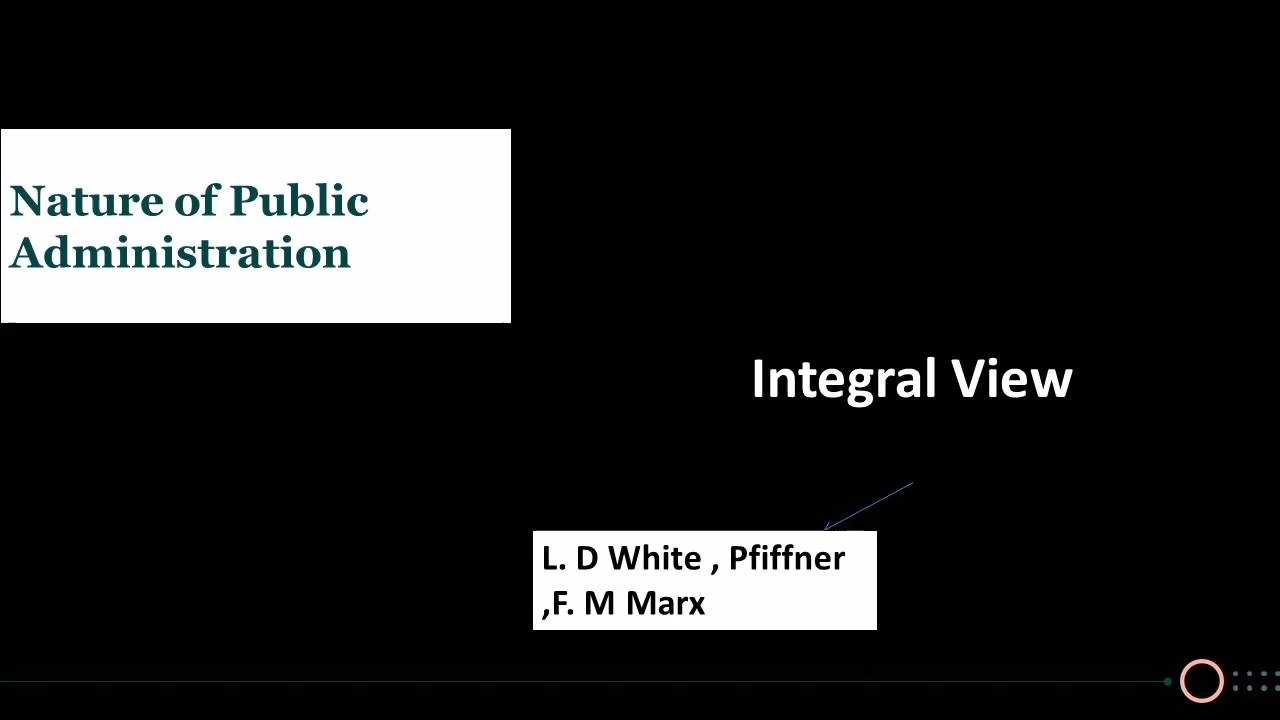 Nature of Public
Administration
Integral View
L. D White , Pfiffner
,F. M Marx